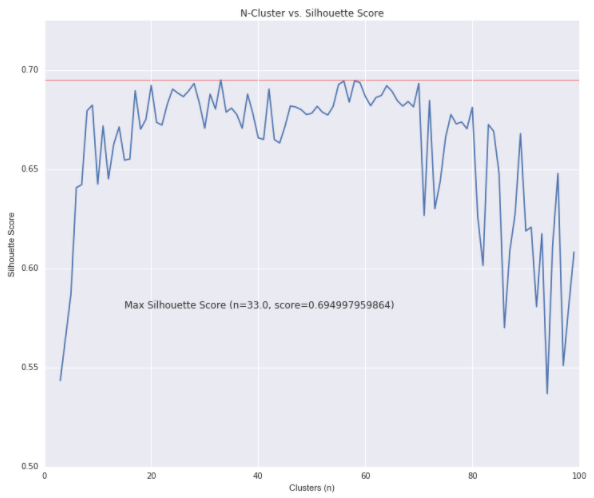 N-Cluster vs. Silhouette Score
0.70
0.65
0.60
0.55
0.50
Silhouette Score
Max Silhouette Score (n=33.0, score=0.694997959864)
0 20 40 60 80 100
Clusters (n)